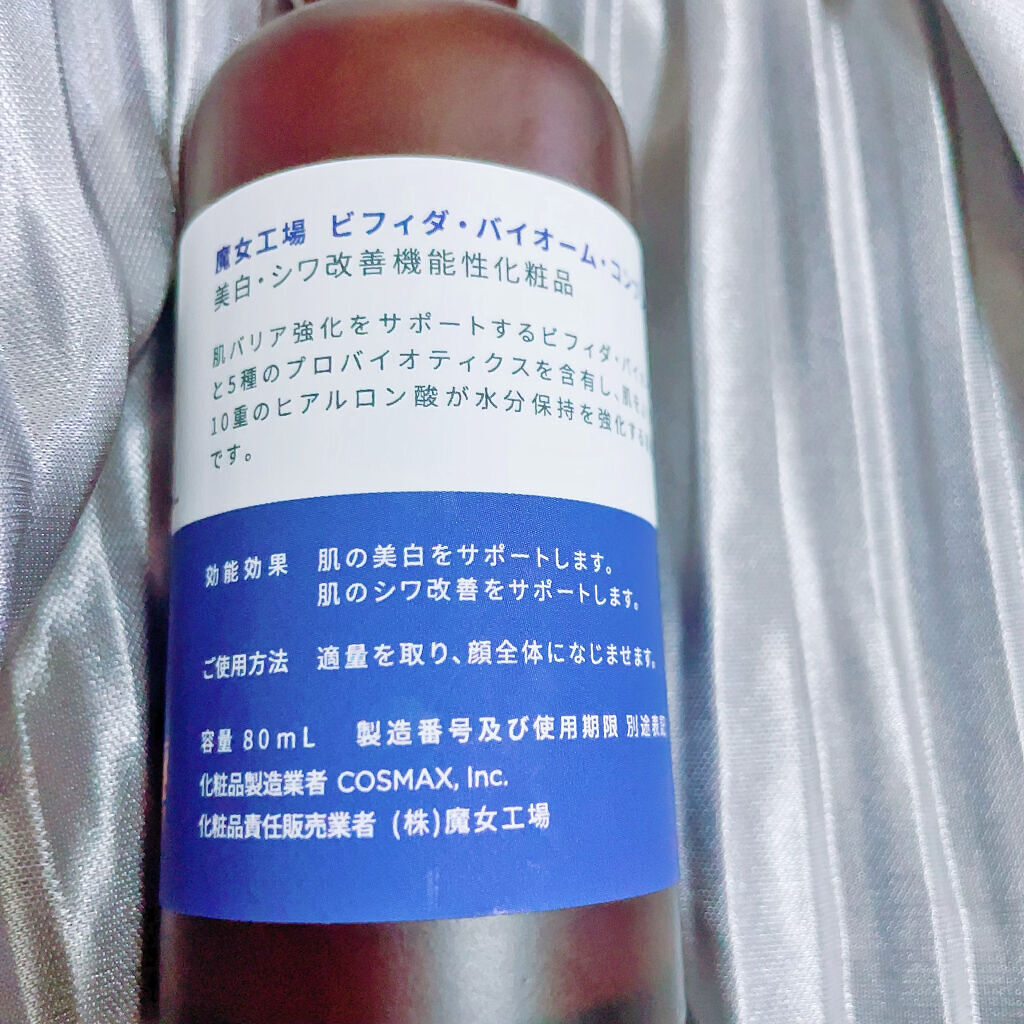 魔女工場 ビフィダ・バイオーム・コン
美白・シワ改善機能性化粧品
肌バリア強化をサポートするビフィダ・バイ
と5種のプロバイオティクスを含有し、肌
10重のヒアルロン酸が水分保持を強化する
です。
効能効果 肌の美白をサポートします。
肌のシワ改善をサポートします。
ご使用方法 適量を取り、顔全体になじませます。
容量 80mL 製造番号及び使用期限 別途表記
化粧品製造業者 COSMAX, Inc.
化粧品責任販売業者 (株)魔女工場